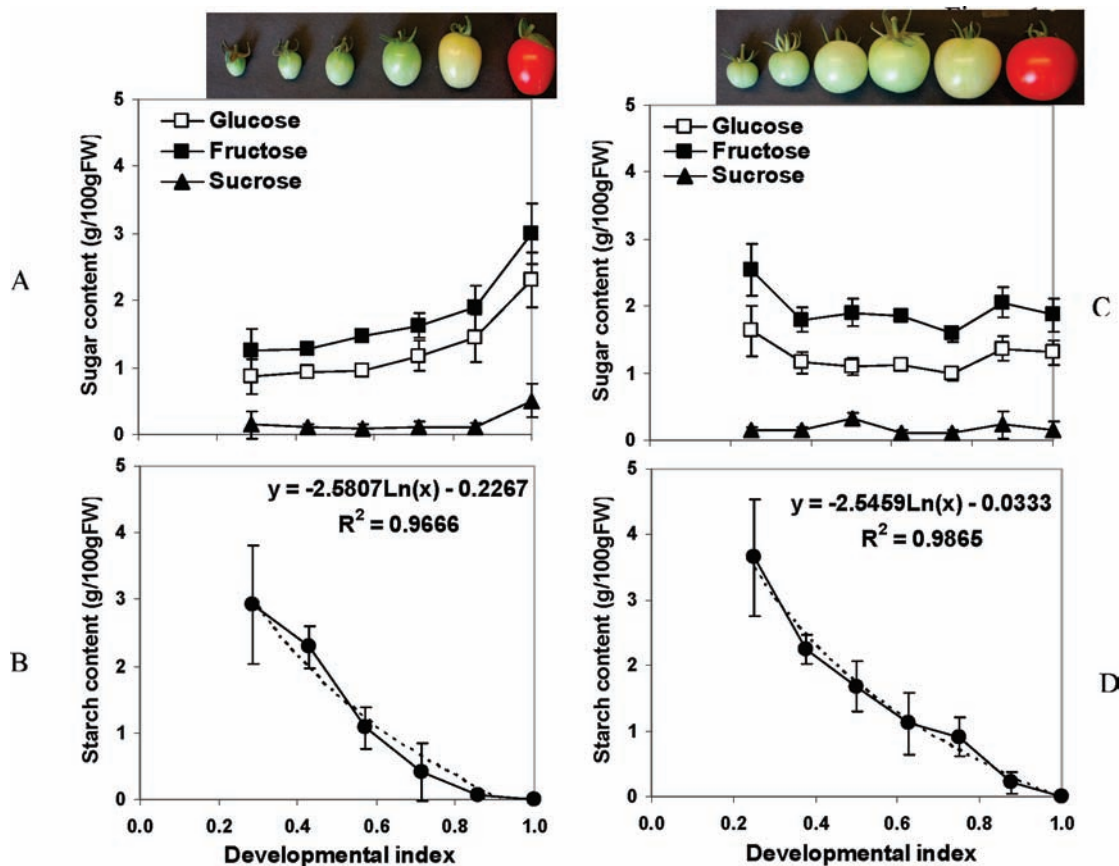 A
5
4
3
2
1
0
Sugar content (g/100gFW)
Glucose
Fructose
Sucrose
B
5
4
3
2
1
0
Starch content (g/100gFW)
y = -2.5807Ln(x) - 0.2267
R² = 0.9666
0.0 0.2 0.4 0.6 0.8 1.0
Developmental index
C
5
4
3
2
1
0
Sugar content (g/100gFW)
Glucose
Fructose
Sucrose
D
5
4
3
2
1
0
Starch content (g/100gFW)
y = -2.5459Ln(x) - 0.0333
R² = 0.9865
0.0 0.2 0.4 0.6 0.8 1.0
Developmental index